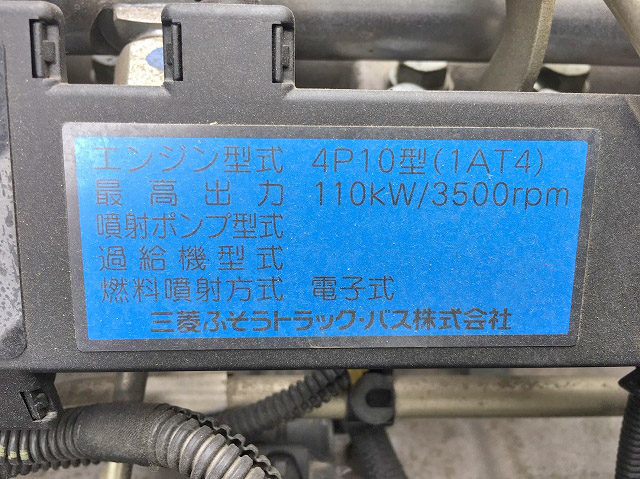 エンジン型式 4P10型(1AT4)
最高出力 110kW/3500rpm
噴射ポンプ型式
過給機型式
燃料噴射方式 電子式
三菱ふそうトラック・バス株式会社